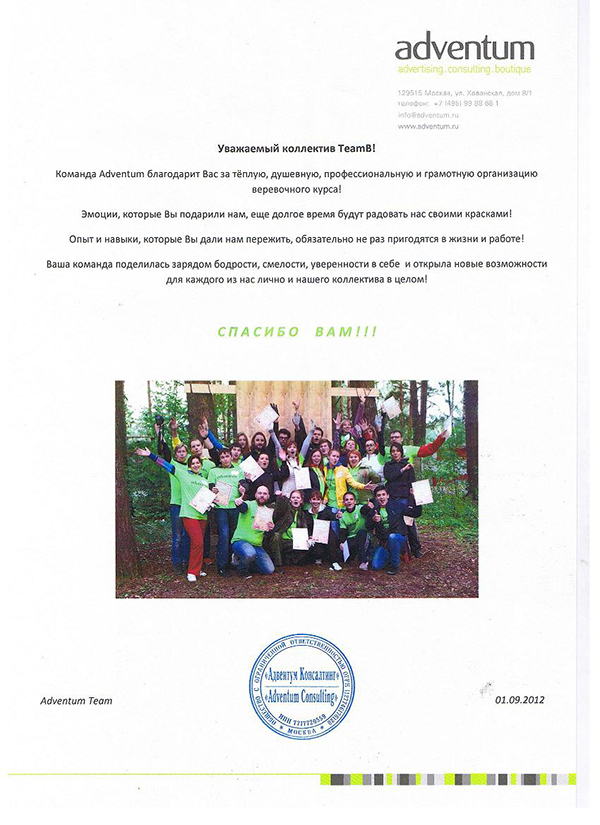 adventum
advertising.consulting.boutique
129515 Москва, ул. Хованская, дом 8/1
телефон: +7 (495) 99 88 68 1
info@adventum.ru
www.adventum.ru
Уважаемый коллектив TeamB!
Команда Adventum благодарит Вас за тёплую, душевную, профессиональную и грамотную организацию
веревочного курса!
Эмоции, которые Вы подарили нам, еще долгое время будут радовать нас своими красками!
Опыт и навыки, которые Вы дали нам пережить, обязательно не раз пригодятся в жизни и работе!
Ваша команда поделилась зарядом бодрости, смелости, уверенности в себе и открыла новые возможности
для каждого из нас лично и нашего коллектива в целом!
СПАСИБО ВАМ!!!
ОБЩЕСТВО С ОГРАНИЧЕННОЙ ОТВЕТСТВЕННОСТЬЮ
«Адвентум Консалтинг»
«Adventum Consulting»
МОСКВА
Adventum Team
01.09.2012